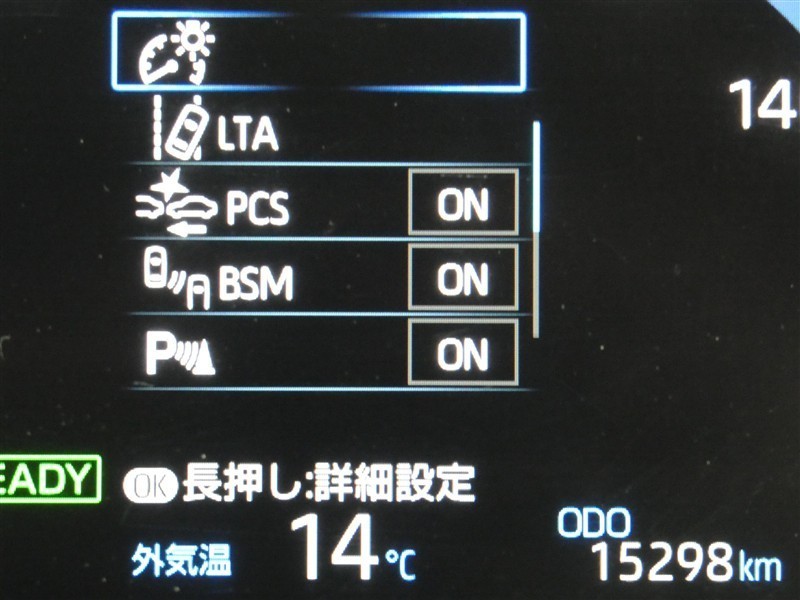 14
LTA
PCS ON
BSM ON
P ON
EADY
OK 長押し:詳細設定
外気温 14℃
ODO
15298km